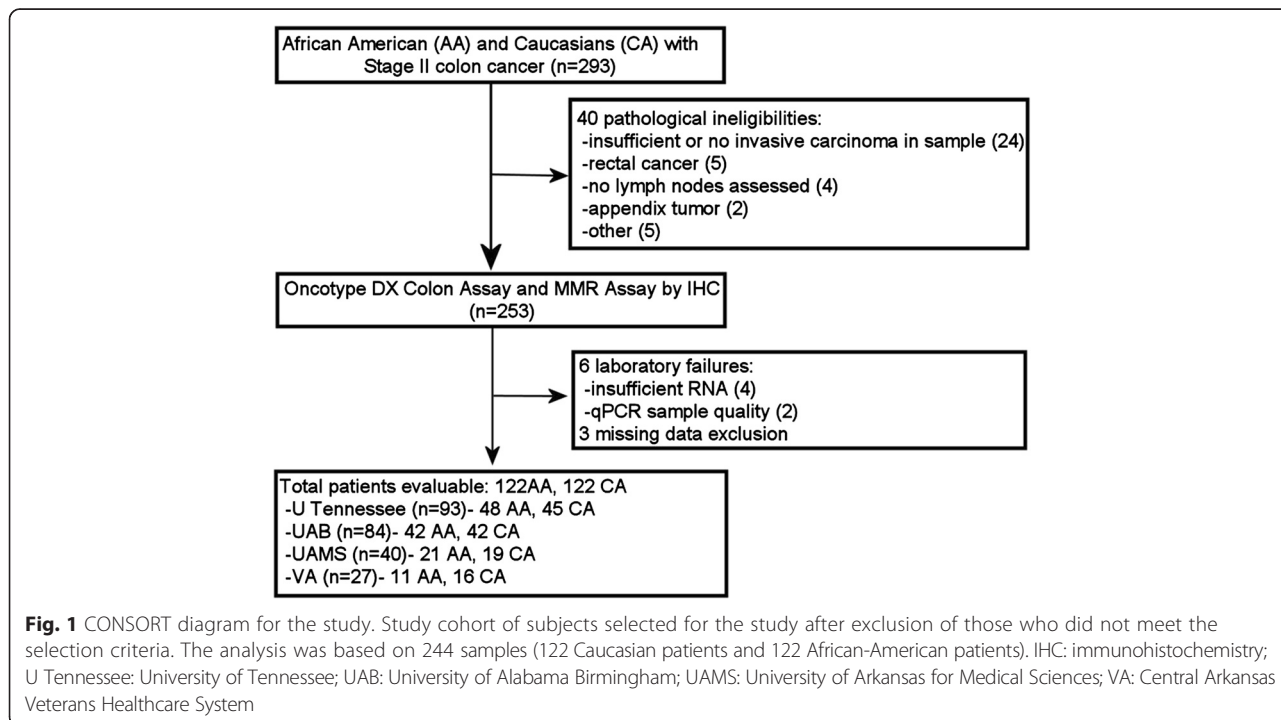 African American (AA) and Caucasians (CA) with
Stage II colon cancer (n=293)
40 pathological ineligibilities:
-insufficient or no invasive carcinoma in sample (24)
-rectal cancer (5)
-no lymph nodes assessed (4)
-appendix tumor (2)
-other (5)
Oncotype DX Colon Assay and MMR Assay by IHC
(n=253)
6 laboratory failures:
-insufficient RNA (4)
-qPCR sample quality (2)
3 missing data exclusion
Total patients evaluable: 122AA, 122 CA
-U Tennessee (n=93)- 48 AA, 45 CA
-UAB (n=84)- 42 AA, 42 CA
-UAMS (n=40)- 21 AA, 19 CA
-VA (n=27)- 11 AA, 16 CA
Fig. 1 CONSORT diagram for the study. Study cohort of subjects selected for the study after exclusion of those who did not meet the
selection criteria. The analysis was based on 244 samples (122 Caucasian patients and 122 African-American patients). IHC: immunohistochemistry;
U Tennessee: University of Tennessee; UAB: University of Alabama Birmingham; UAMS: University of Arkansas for Medical Sciences; VA: Central Arkansas
Veterans Healthcare System